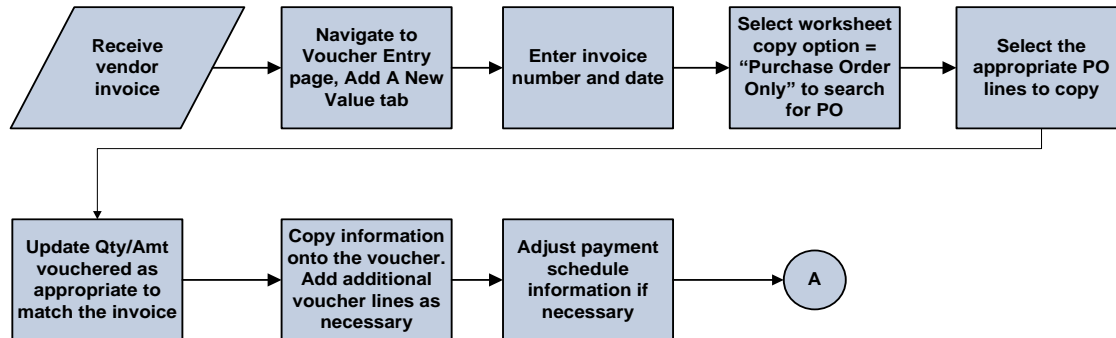 Receive
vendor
invoice
Navigate to
Voucher Entry
page, Add A New
Value tab
Enter invoice
number and date
Select worksheet
copy option =
“Purchase Order
Only” to search
for PO
Select the
appropriate PO
lines to copy
Update Qty/Amt
vouchered as
appropriate to
match the invoice
Copy information
onto the voucher.
Add additional
voucher lines as
necessary
Adjust payment
schedule
information if
necessary
A